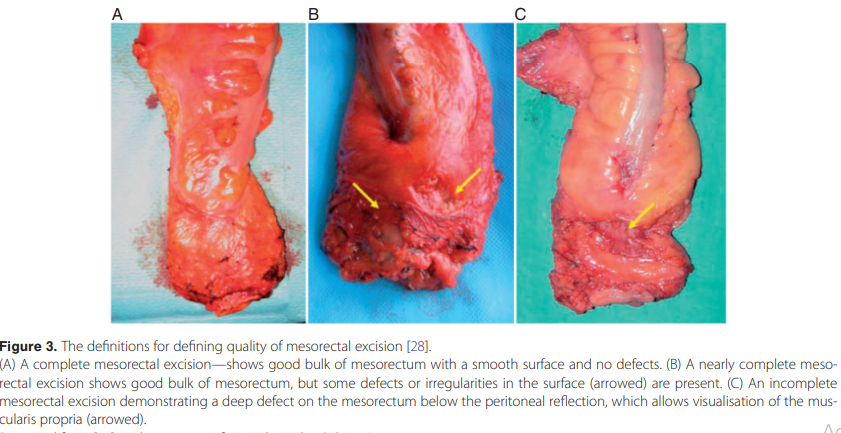 A B C
Figure 3. The definitions for defining quality of mesorectal excision [28].
(A) A complete mesorectal excision—shows good bulk of mesorectum with a smooth surface and no defects. (B) A nearly complete meso-
rectal excision shows good bulk of mesorectum, but some defects or irregularities in the surface (arrowed) are present. (C) An incomplete
mesorectal excision demonstrating a deep defect on the mesorectum below the peritoneal reflection, which allows visualisation of the mus-
cularis propria (arrowed).